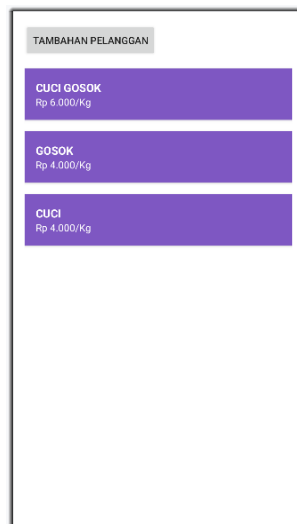 TAMBAHAN PELANGGAN
CUCI GOSOK
Rp 6.000/Kg
GOSOK
Rp 4.000/Kg
CUCI
Rp 4.000/Kg